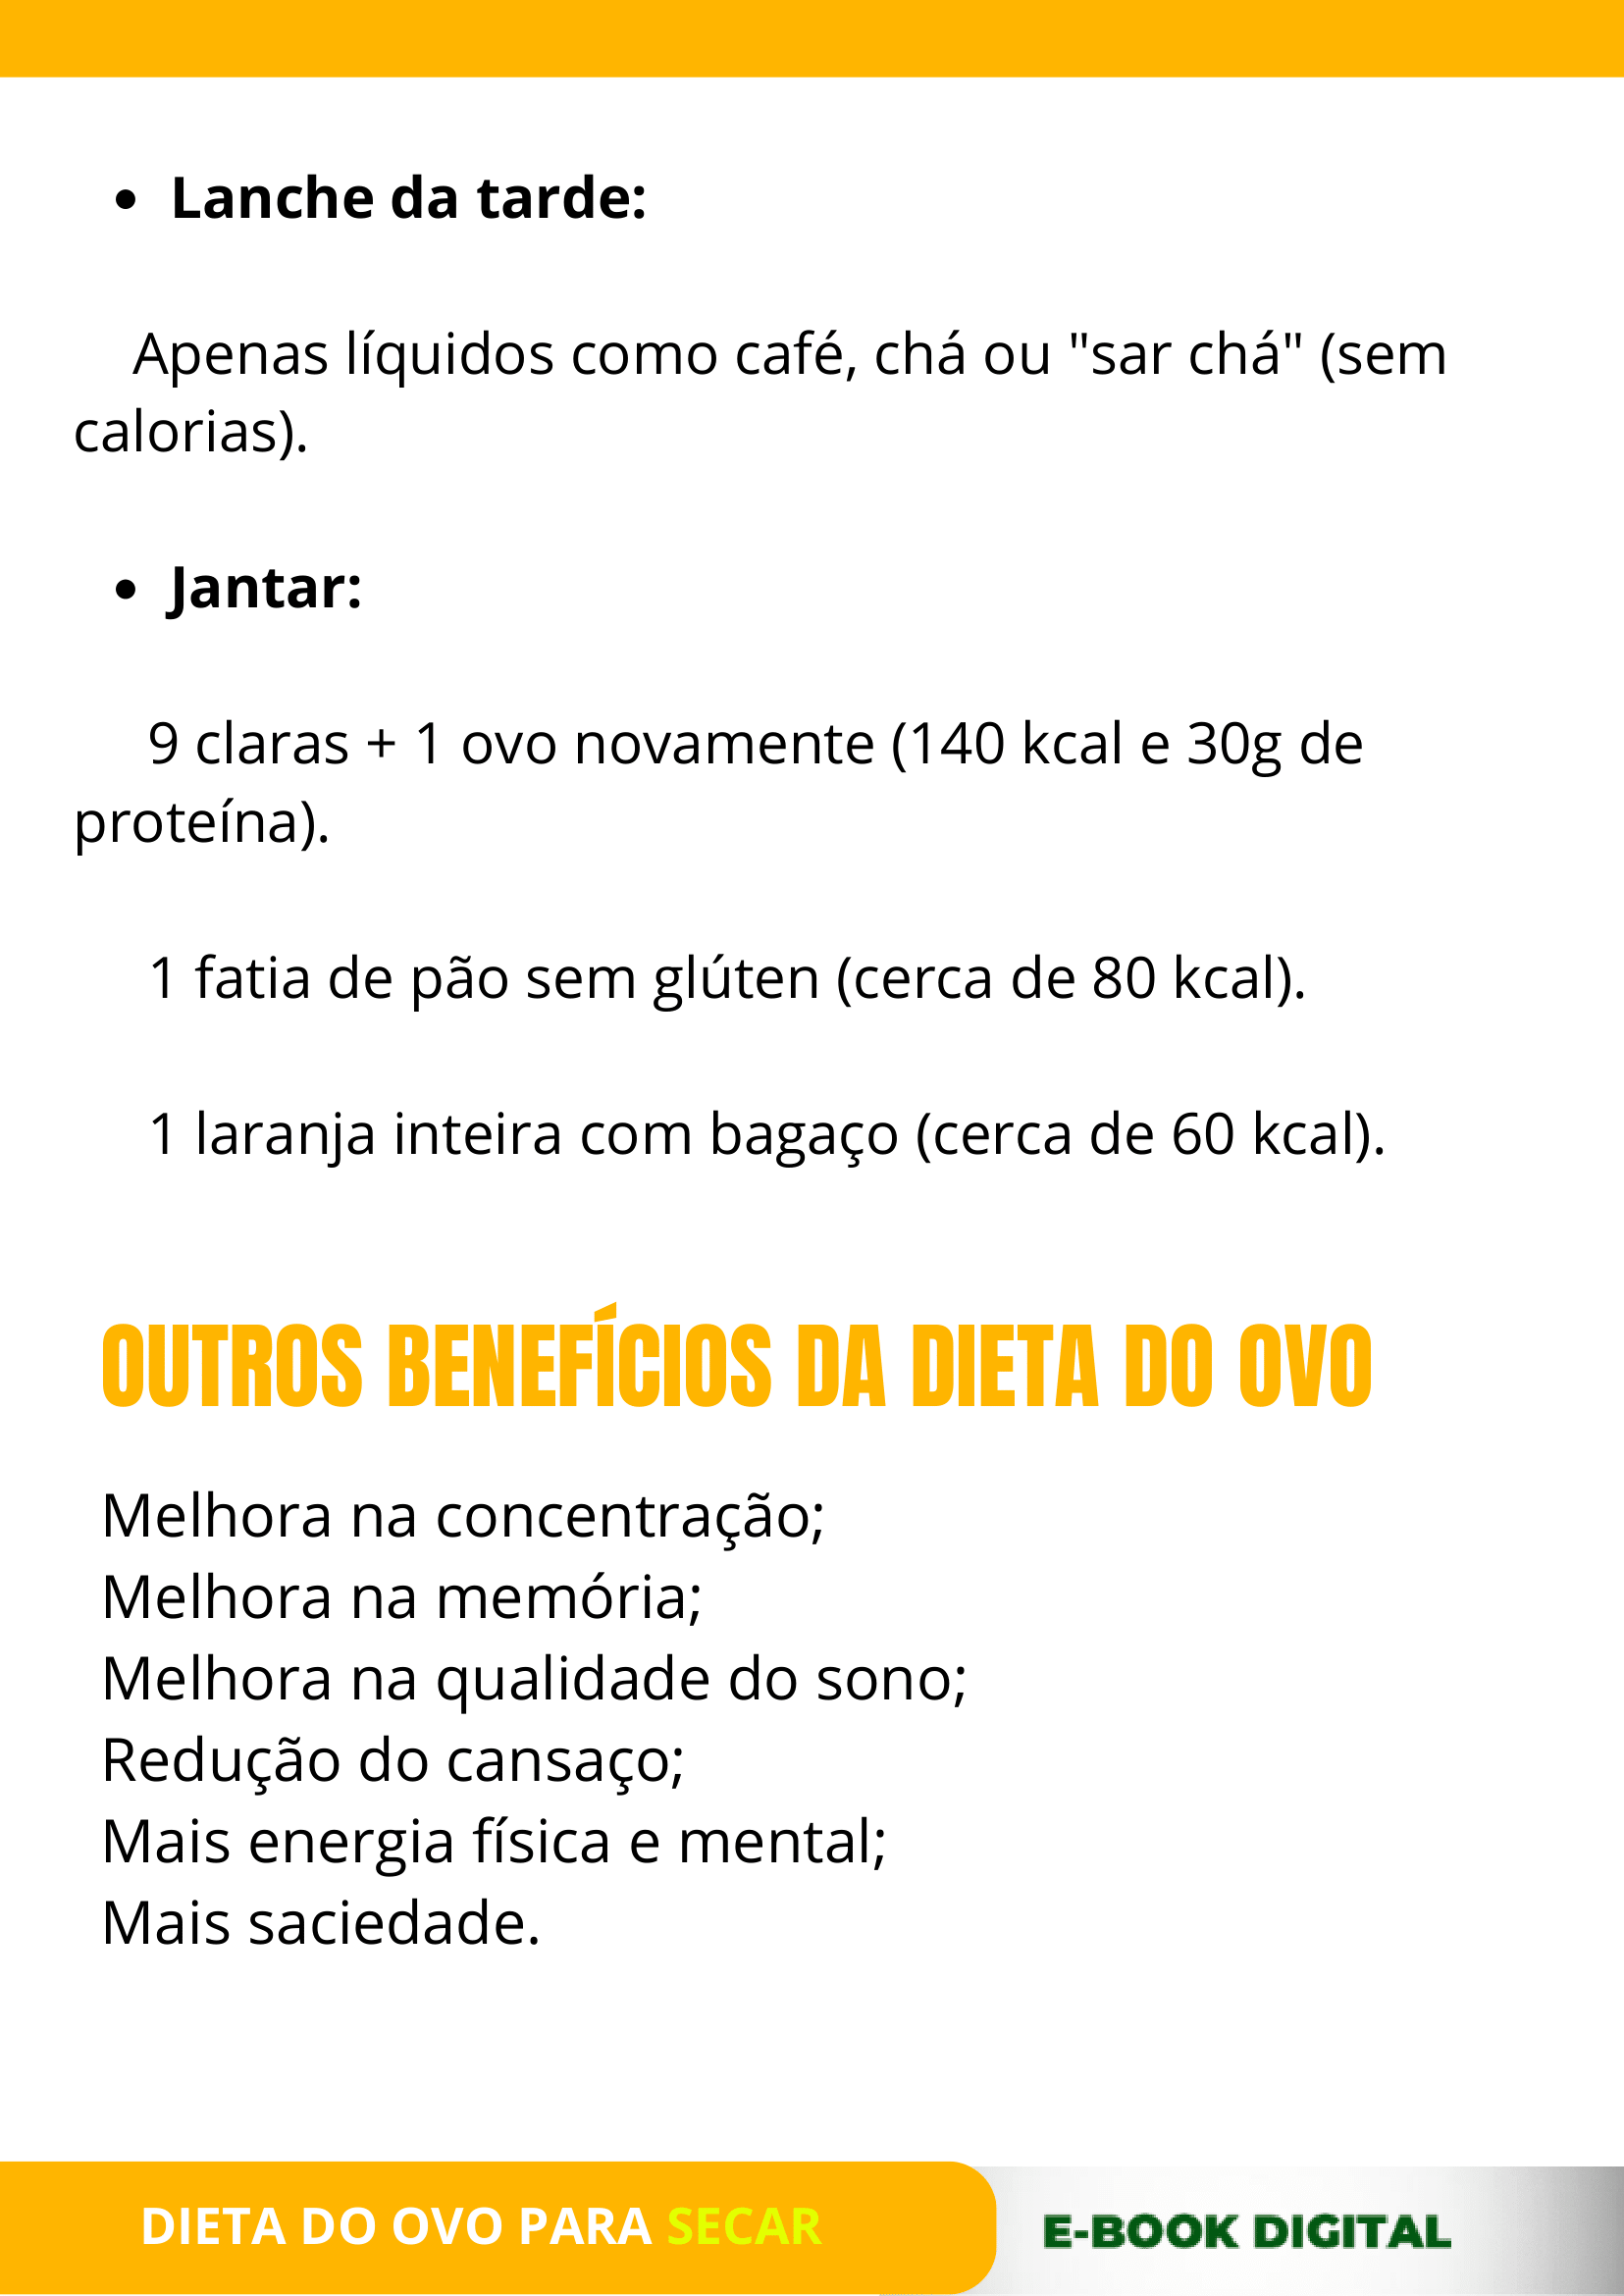 • Lanche da tarde:
Apenas líquidos como café, chá ou "sar chá" (sem
calorias).
• Jantar:
9 claras + 1 ovo novamente (140 kcal e 30g de
proteína).
1 fatia de pão sem glúten (cerca de 80 kcal).
1 laranja inteira com bagaço (cerca de 60 kcal).
OUTROS BENEFÍCIOS DA DIETA DO OVO
Melhora na concentração;
Melhora na memória;
Melhora na qualidade do sono;
Redução do cansaço;
Mais energia física e mental;
Mais saciedade.
DIETA DO OVO PARA SECAR
E-BOOK DIGITAL